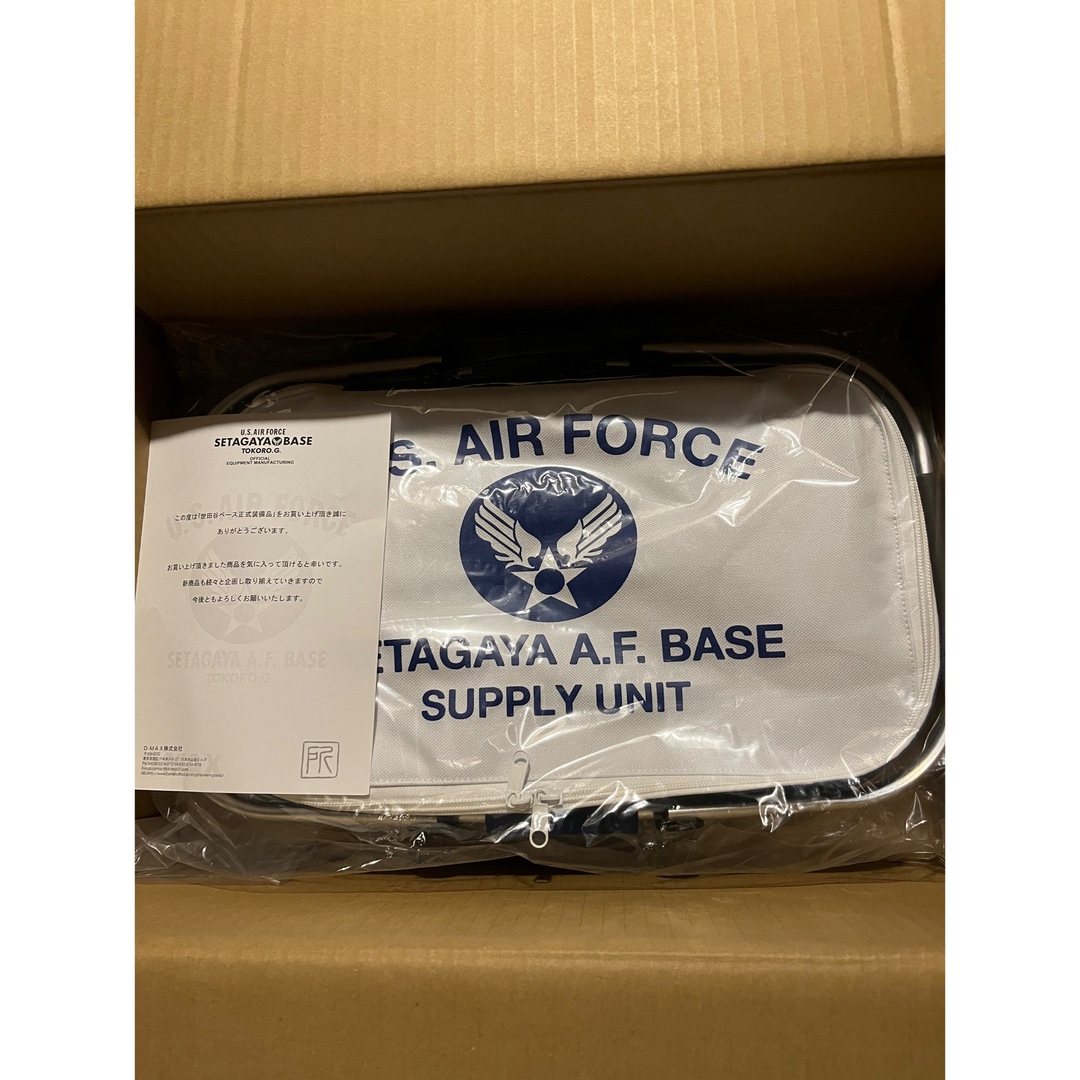 U.S. AIR FORCE
SETAGAYA BASE
TOKORO.G.
OFFICIAL
EQUIPMENT MANUFACTURING
この度は「世田谷ベース正式装備品」をお買い上げ頂き誠に
ありがとうございます。
お買い上げ頂きました商品を気に入って頂けると幸いです。
新商品も続々と企画し取り揃えていきますので
今後ともよろしくお願いいたします。
SETAGAYA A.F. BASE
TOKORO.G.
D-MAX株式会社
S. AIR FORCE
ETAGAYA A.F. BASE
SUPPLY UNIT